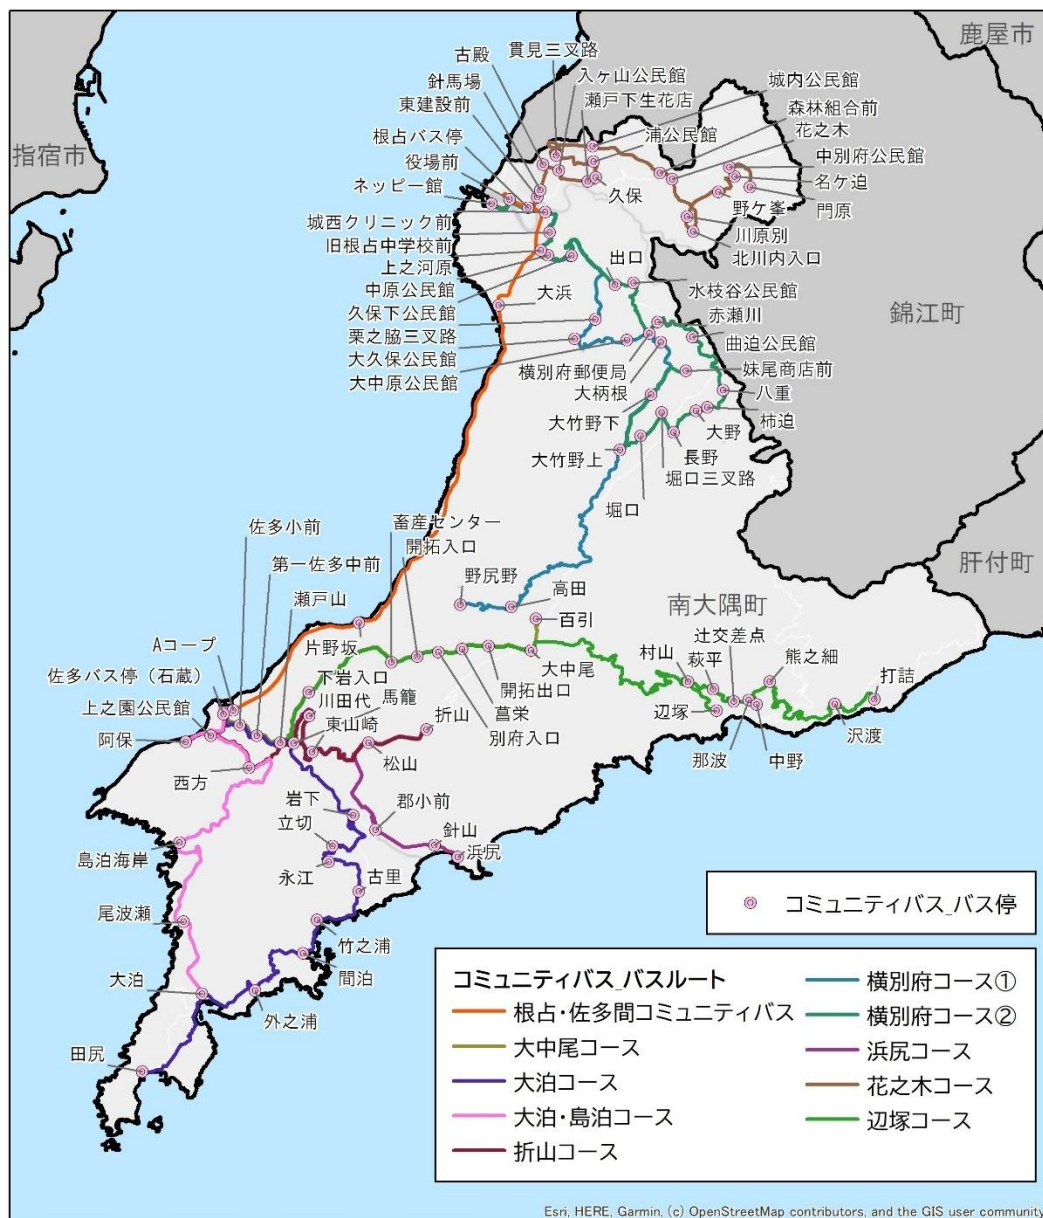 鹿屋市
貫見三叉路
古殿
入ヶ山公民館
城内公民館
針馬場
瀬戸下生花店
森林組合前
東建設前
浦公民館
花之木
指宿市
根占バス停
中別府公民館
役場前
名ケ迫
ネッピー館
久保
野ケ峯
門原
城西クリニック前
川原別
旧根占中学校前
出口
北川内入口
上之河原
中原公民館
大浜
水枝谷公民館
久保下公民館
赤瀬川
錦江町
栗之脇三叉路
曲迫公民館
大久保公民館
横別府郵便局
妹尾商店前
大中原公民館
大柄根
八重
大竹野下
大野
柿迫
大竹野上
長野
堀口三叉路
堀口
畜産センター
佐多小前
開拓入口
第一佐多中前
野尻野
高田
肝付町
瀬戸山
百引
南大隅町
Aコープ
片野坂
辻交差点
佐多バス停（石蔵）
下岩入口
大中尾
村山
萩平
熊之細
上之園公民館
川田代
馬籠
開拓出口
打詰
阿保
東山崎
折山
菖栄
辺塚
別府入口
沢渡
西方
松山
那波
中野
岩下
郡小前
立切
針山
島泊海岸
浜尻
永江
古里
尾波瀬
竹之浦
大泊
間泊
外之浦
田尻
コミュニティバス_バス停
コミュニティバス_バスルート
根占・佐多間コミュニティバス
大中尾コース
大泊コース
大泊・島泊コース
折山コース
横別府コース①
横別府コース②
浜尻コース
花之木コース
辺塚コース
Esri, HERE, Garmin, (c) OpenStreetMap contributors, and the GIS user community